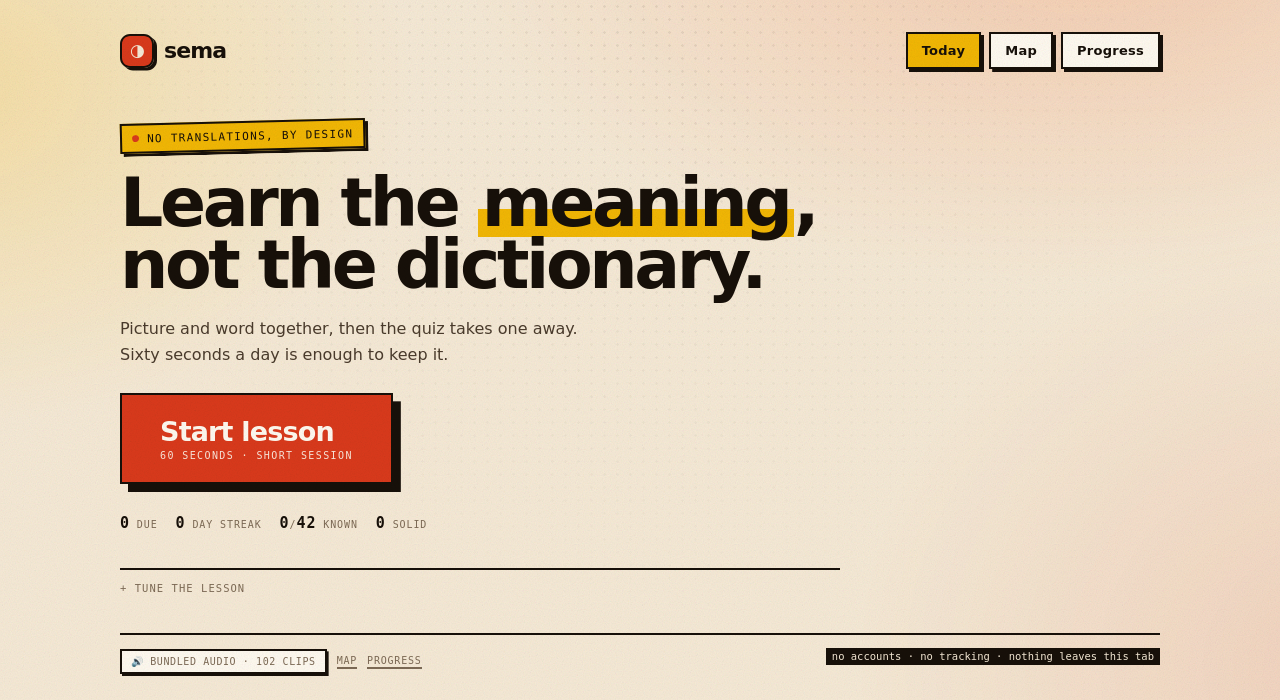 sema
Today
Map
Progress
NO TRANSLATIONS, BY DESIGN
Learn the meaning,
not the dictionary.
Picture and word together, then the quiz takes one away.
Sixty seconds a day is enough to keep it.
Start lesson
60 SECONDS · SHORT SESSION
0 DUE 0 DAY STREAK 0/42 KNOWN 0 SOLID
+ TUNE THE LESSON
🔊 BUNDLED AUDIO · 102 CLIPS
MAP
PROGRESS
no accounts · no tracking · nothing leaves this tab